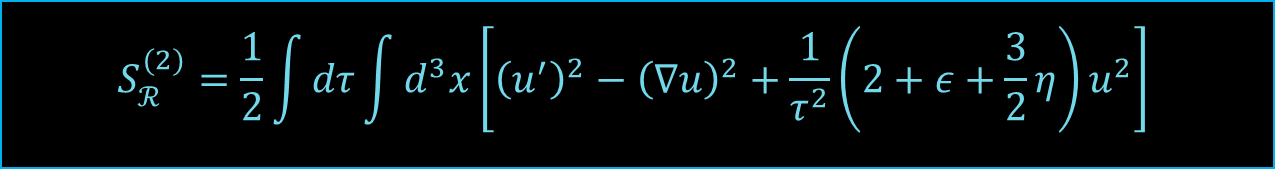 $S_{\mathcal{R}}^{(2)} = \frac{1}{2} \int d\tau \int d^3x \left[ (u')^2 - (\nabla u)^2 + \frac{1}{\tau^2} \left( 2 + \epsilon + \frac{3}{2} \eta \right) u^2 \right]$